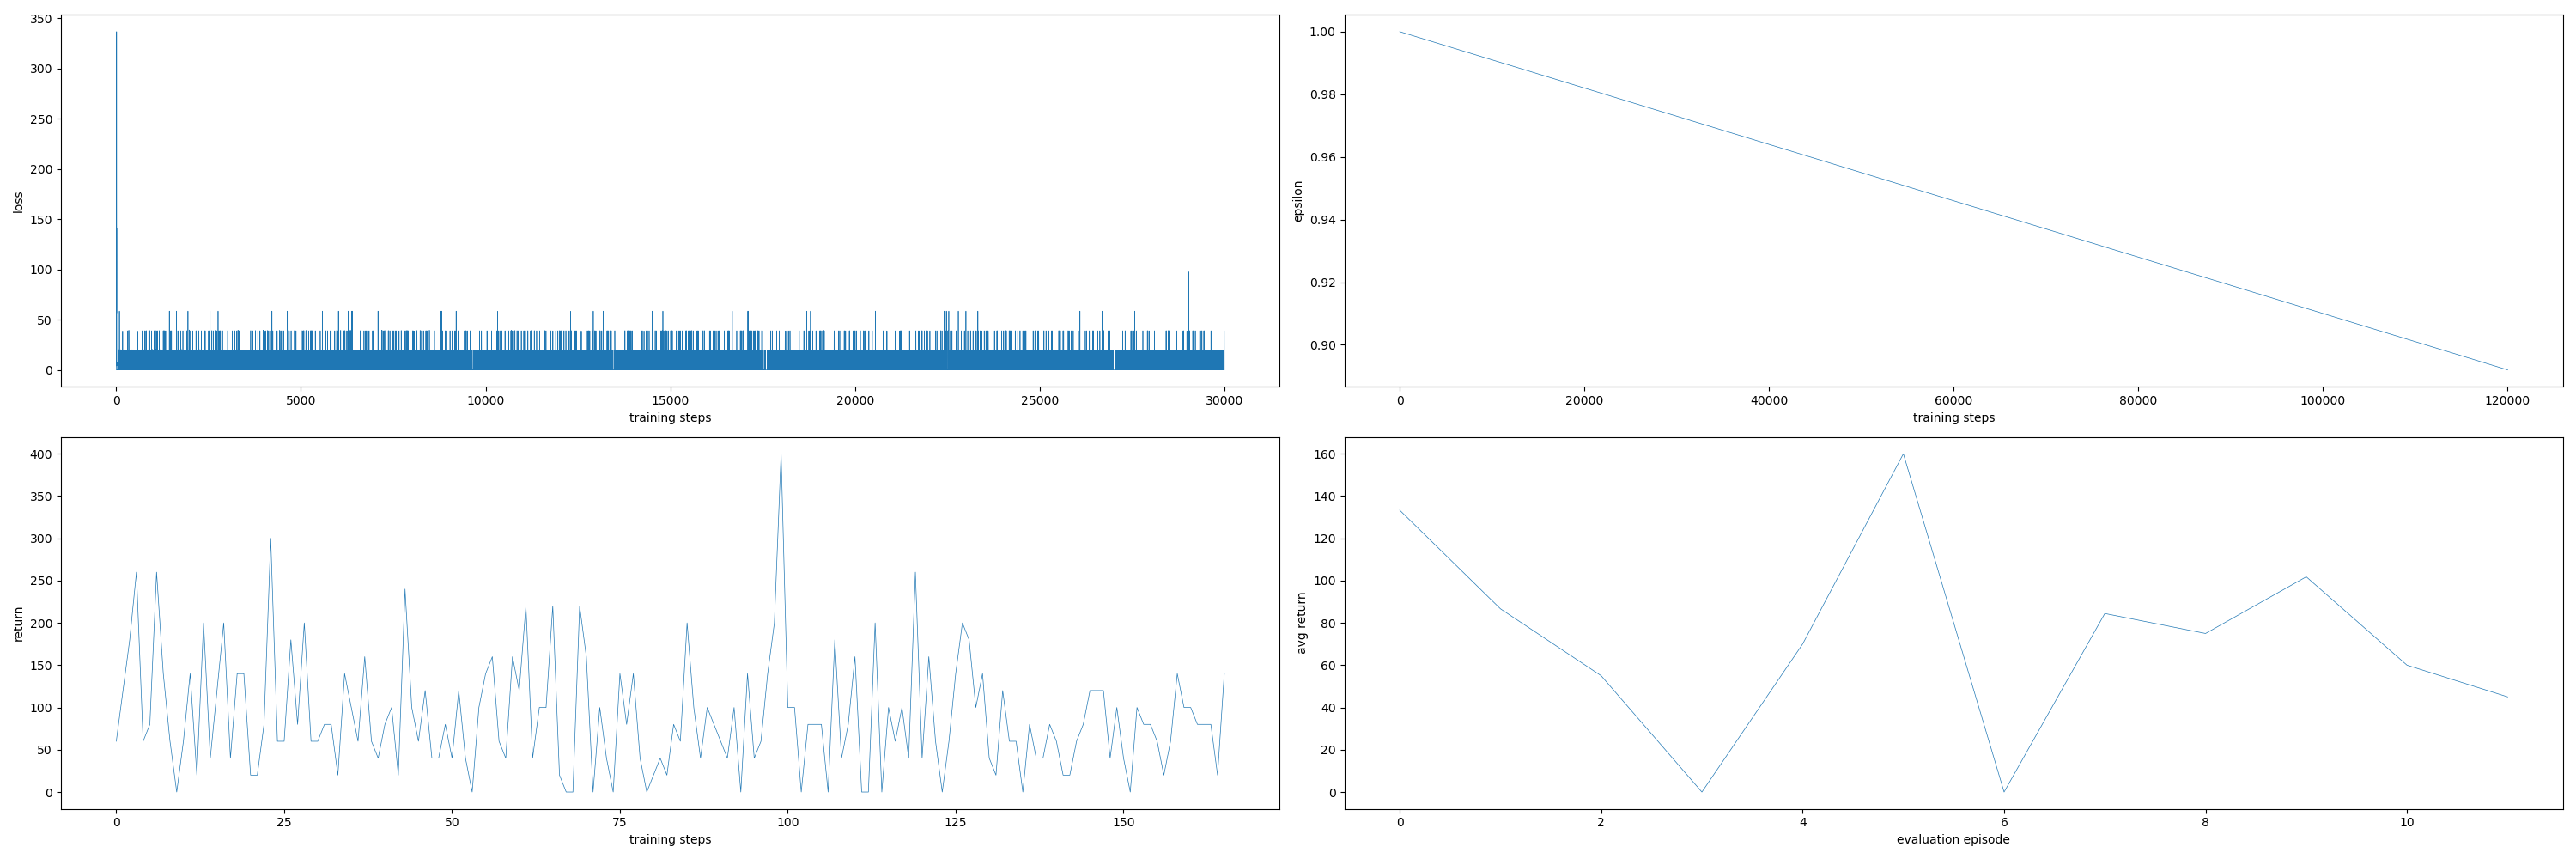 350
300
250
200
150
100
50
0
loss
0 5000 10000 15000 20000 25000 30000
training steps
1.00
0.98
0.96
0.94
0.92
0.90
epsilon
0 20000 40000 60000 80000 100000 120000
training steps
400
350
300
250
200
150
100
50
0
return
0 25 50 75 100 125 150
training steps
160
140
120
100
80
60
40
20
0
avg return
0 2 4 6 8 10
evaluation episode